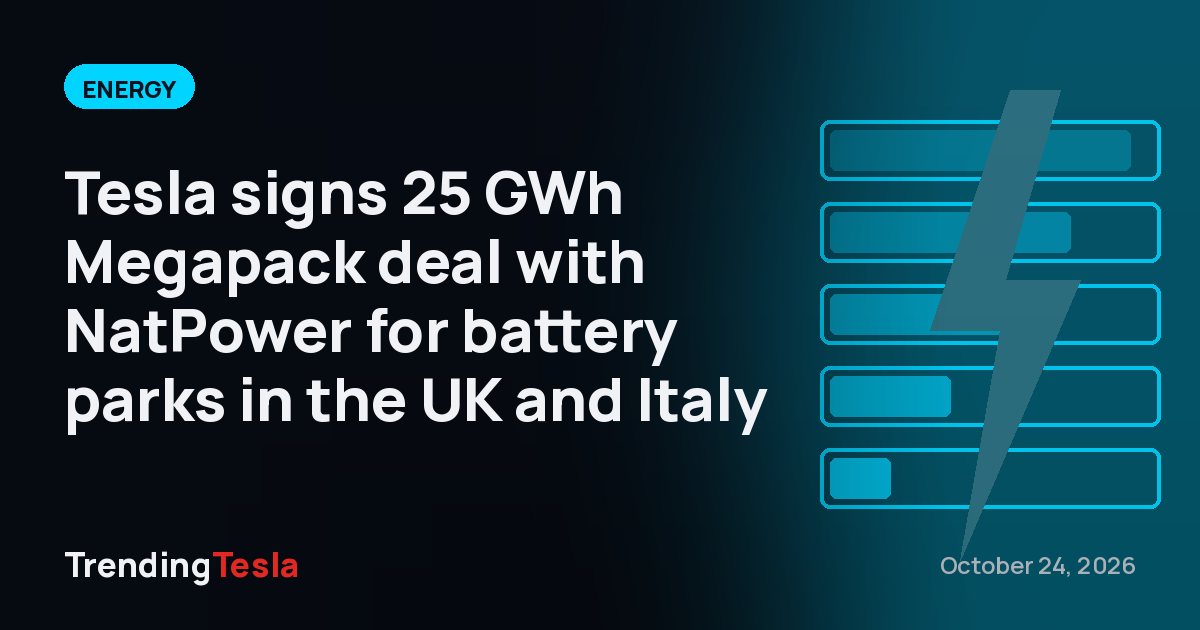 ENERGY
Tesla signs 25 GWh
Megapack deal with
NatPower for battery
parks in the UK and Italy
TrendingTesla
October 24, 2026